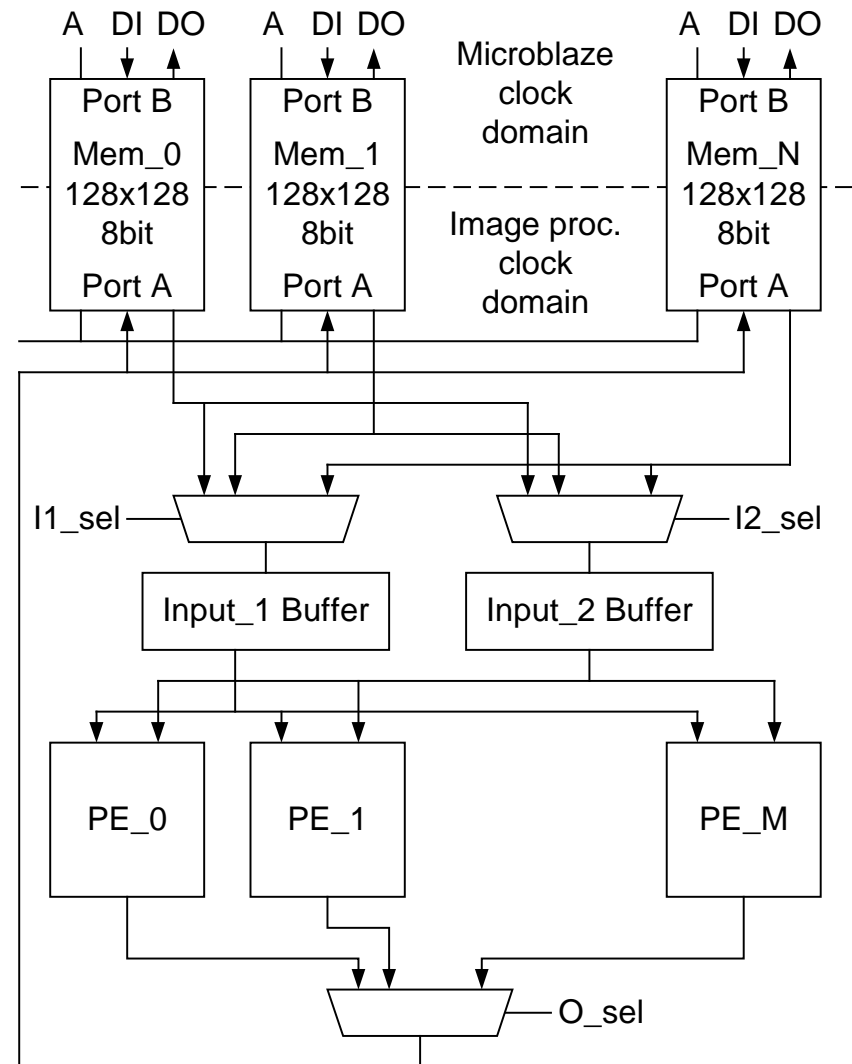 A DI DO
A DI DO
A DI DO
Microblaze
clock
domain
Port B
Mem_0
128x128
8bit
Port A
Port B
Mem_1
128x128
8bit
Port A
Image proc.
clock
domain
Port B
Mem_N
128x128
8bit
Port A
I1_sel
I2_sel
Input_1 Buffer
Input_2 Buffer
PE_0
PE_1
PE_M
O_sel